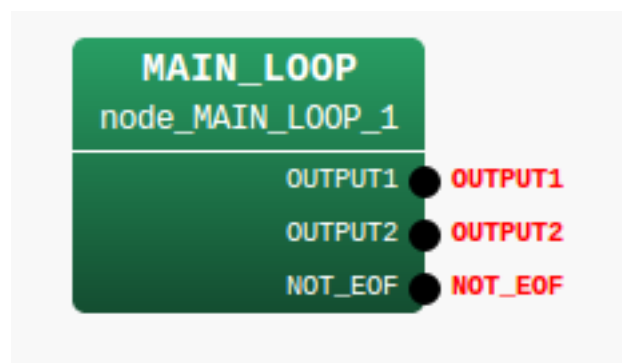 MAIN_LOOP
node_MAIN_LOOP_1
OUTPUT1 OUTPUT1
OUTPUT2 OUTPUT2
NOT_EOF NOT_EOF